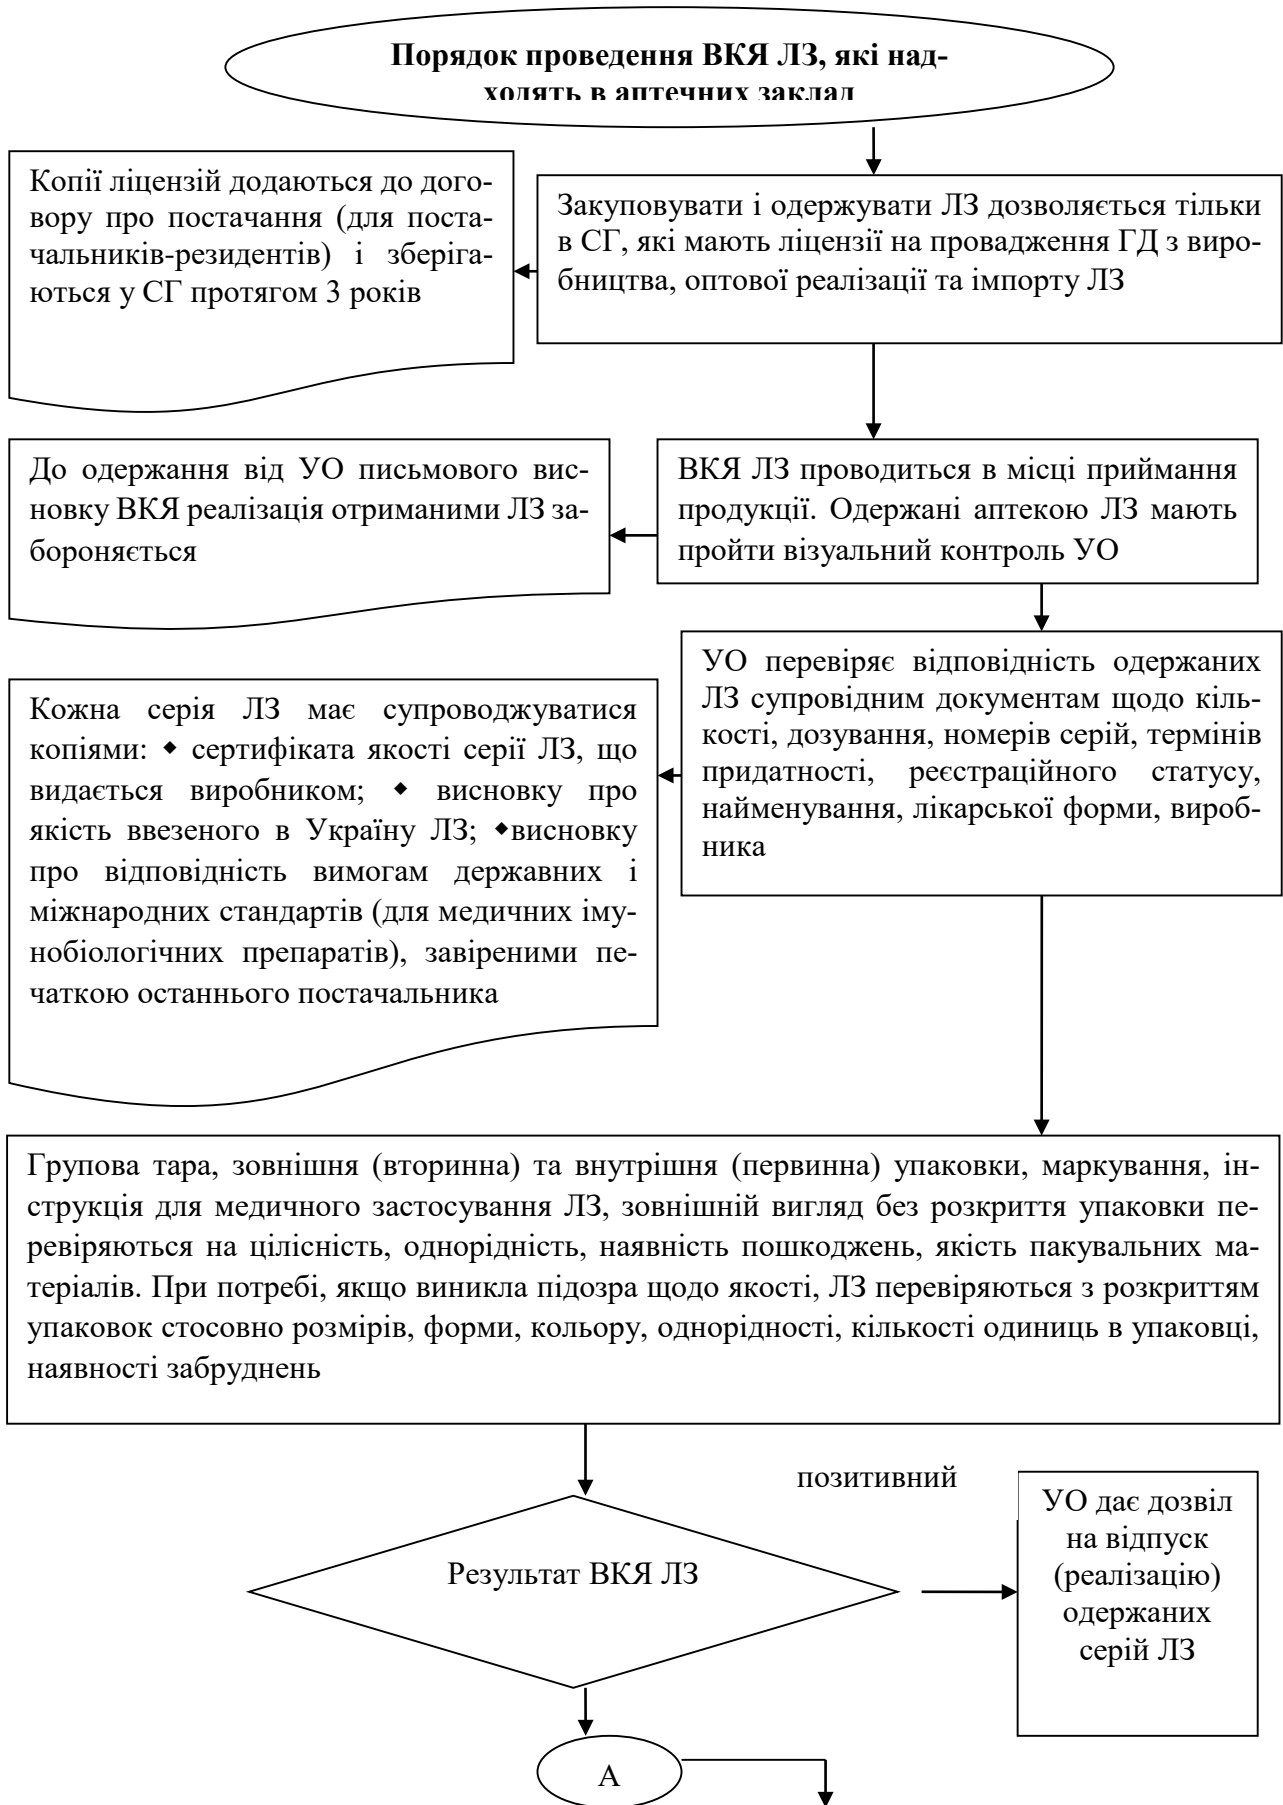 Порядок проведення ВКЯ ЛЗ, які над-
ходять в аптечних заклад
Копії ліцензій додаються до дого-
вору про постачання (для поста-
чальників-резидентів) і зберіга-
ються у СГ протягом 3 років
Закуповувати і одержувати ЛЗ дозволяється тільки
в СГ, які мають ліцензії на провадження ГД з виро-
бництва, оптової реалізації та імпорту ЛЗ
До одержання від УО письмового вис-
новку ВКЯ реалізація отриманими ЛЗ за-
бороняється
ВКЯ ЛЗ проводиться в місці приймання
продукції. Одержані аптекою ЛЗ мають
пройти візуальний контроль УО
УО перевіряє відповідність одержаних
ЛЗ супровідним документам щодо кіль-
кості, дозування, номерів серій, термінів
придатності, реєстраційного статусу,
найменування, лікарської форми, вироб-
ника
Кожна серія ЛЗ має супроводжуватися
копіями: ◆ сертифіката якості серії ЛЗ, що
видається виробником; ◆ висновку про
якість ввезеного в Україну ЛЗ; ◆висновку
про відповідність вимогам державних і
міжнародних стандартів (для медичних іму-
нобіологічних препаратів), завіреними пе-
чаткою останнього постачальника
Групова тара, зовнішня (вторинна) та внутрішня (первинна) упаковки, маркування, ін-
струкція для медичного застосування ЛЗ, зовнішній вигляд без розкриття упаковки пе-
ревіряються на цілісність, однорідність, наявність пошкоджень, якість пакувальних ма-
теріалів. При потребі, якщо виникла підозра щодо якості, ЛЗ перевіряються з розкриттям
упаковок стосовно розмірів, форми, кольору, однорідності, кількості одиниць в упаковці,
наявності забруднень
позитивний
Результат ВКЯ ЛЗ
УО дає дозвіл
на відпуск
(реалізацію)
одержаних
серій ЛЗ
А